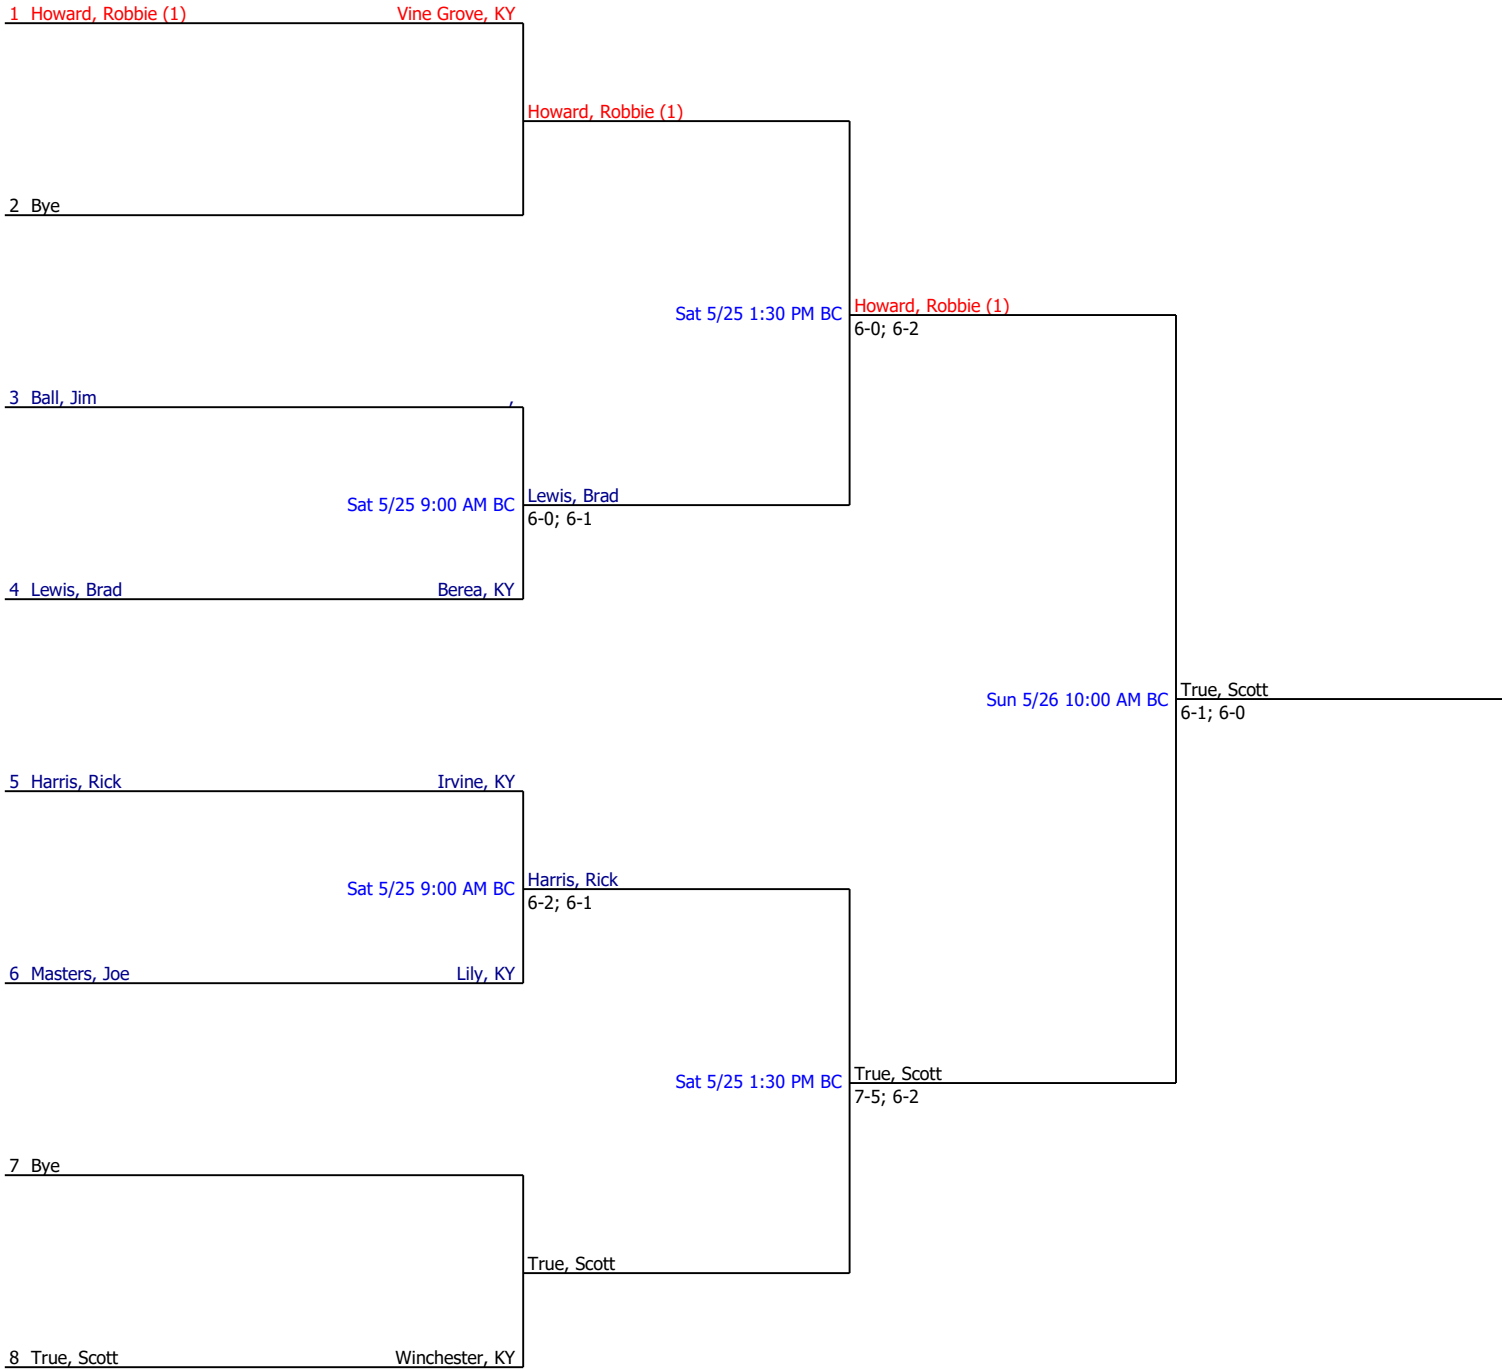 1 Howard, Robbie (1) Vine Grove, KY
Howard, Robbie (1)
2 Bye
Sat 5/25 1:30 PM BC
Howard, Robbie (1)
6-0; 6-2
3 Ball, Jim ,
Sat 5/25 9:00 AM BC
Lewis, Brad
6-0; 6-1
4 Lewis, Brad Berea, KY
Sun 5/26 10:00 AM BC
True, Scott
6-1; 6-0
5 Harris, Rick Irvine, KY
Sat 5/25 9:00 AM BC
Harris, Rick
6-2; 6-1
6 Masters, Joe Lily, KY
Sat 5/25 1:30 PM BC
True, Scott
7-5; 6-2
7 Bye
True, Scott
8 True, Scott Winchester, KY